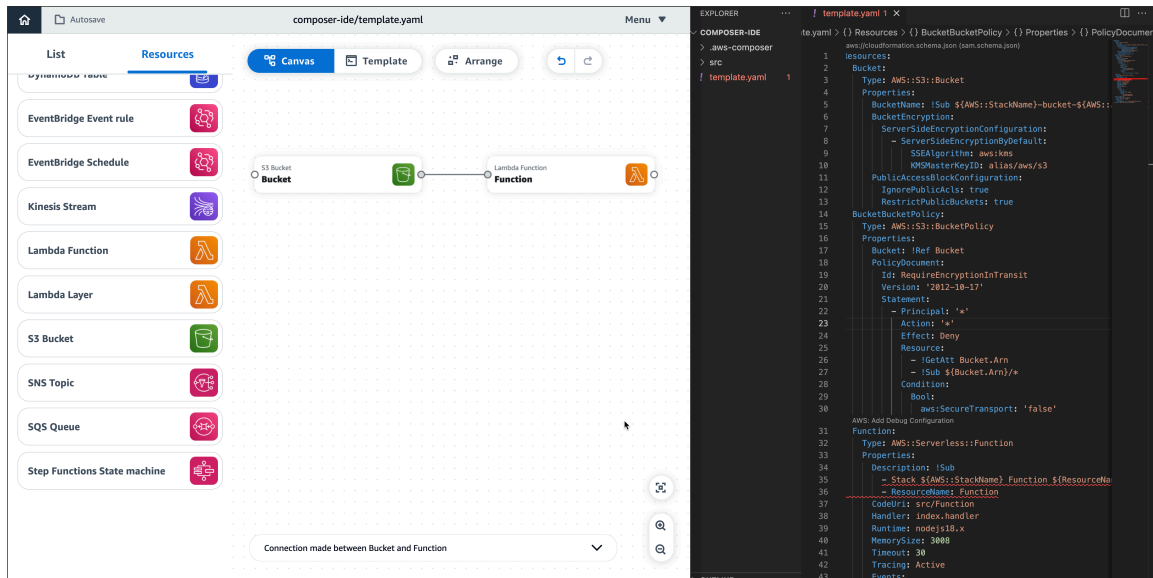 Autosave
composer-ide/template.yaml
Menu
List
Resources
DynamoDB Table
EventBridge Event rule
EventBridge Schedule
Kinesis Stream
Lambda Function
Lambda Layer
S3 Bucket
SNS Topic
SQS Queue
Step Functions State machine
Canvas
Template
Arrange
S3 Bucket
Bucket
Lambda Function
Function
Connection made between Bucket and Function
EXPLORER
COMPOSER-IDE
> .aws-composer
> src
! template.yaml 1
! template.yaml 1 ×
te.yaml > {} Resources > {} BucketBucketPolicy > {} Properties > {} PolicyDocumen
aws://cloudformation.schema.json (sam.schema.json)
1 Resources:
2 Bucket:
3 Type: AWS::S3::Bucket
4 Properties:
5 BucketName: !Sub ${AWS::StackName}-bucket-${AWS::
6 BucketEncryption:
7 ServerSideEncryptionConfiguration:
8 - ServerSideEncryptionByDefault:
9 SSEAlgorithm: aws:kms
10 KMSMasterKeyID: alias/aws/s3
11 PublicAccessBlockConfiguration:
12 IgnorePublicAcls: true
13 RestrictPublicBuckets: true
14 BucketBucketPolicy:
15 Type: AWS::S3::BucketPolicy
16 Properties:
17 Bucket: !Ref Bucket
18 PolicyDocument:
19 Id: RequireEncryptionInTransit
20 Version: '2012-10-17'
21 Statement:
22 - Principal: '*'
23 Action: '*'
24 Effect: Deny
25 Resource:
26 - !GetAtt Bucket.Arn
27 - !Sub ${Bucket.Arn}/*
28 Condition:
29 Bool:
30 aws:SecureTransport: 'false'
AWS: Add Debug Configuration
31 Function:
32 Type: AWS::Serverless::Function
33 Properties:
34 Description: !Sub
35 - Stack ${AWS::StackName} Function ${ResourceNa
36 - ResourceName: Function
37 CodeUri: src/Function
38 Handler: index.handler
39 Runtime: nodejs18.x
40 MemorySize: 3008
41 Timeout: 30
42 Tracing: Active
43 Events: